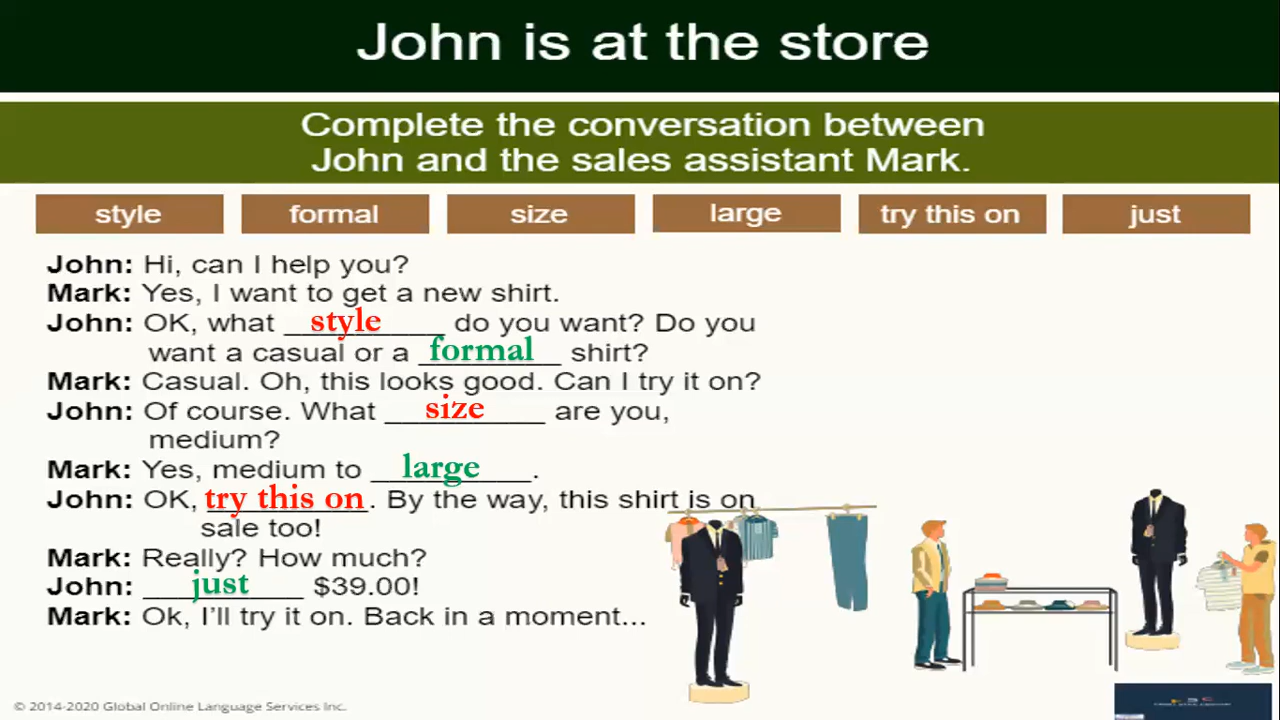 John is at the store
Complete the conversation between
John and the sales assistant Mark.
style formal size large try this on just
John: Hi, can I help you?
Mark: Yes, I want to get a new shirt.
John: OK, what style do you want? Do you
want a casual or a formal shirt?
Mark: Casual. Oh, this looks good. Can I try it on?
John: Of course. What size are you,
medium?
Mark: Yes, medium to large.
John: OK, try this on. By the way, this shirt is on
sale too!
Mark: Really? How much?
John: just $39.00!
Mark: Ok, I'll try it on. Back in a moment...
© 2014-2020 Global Online Language Services Inc.